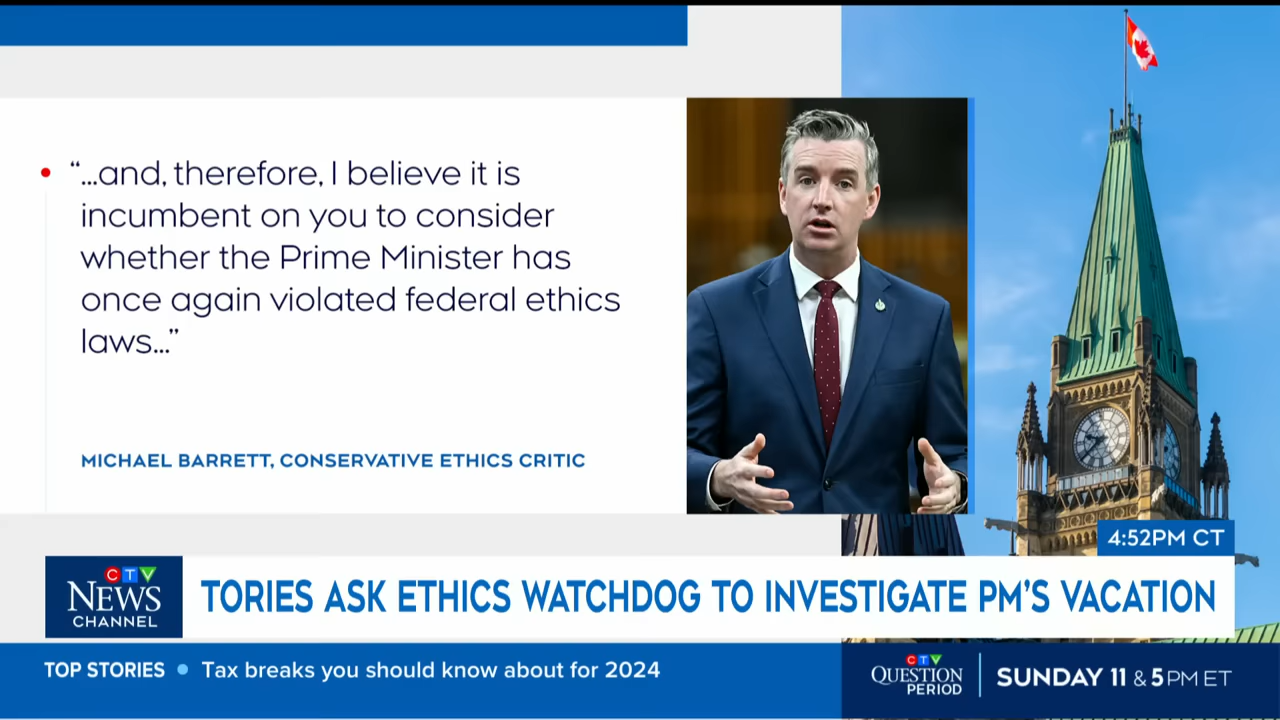 “...and, therefore, I believe it is
incumbent on you to consider
whether the Prime Minister has
once again violated federal ethics
laws...”
MICHAEL BARRETT, CONSERVATIVE ETHICS CRITIC
4:52PM CT
CTV
NEWS
CHANNEL
TORIES ASK ETHICS WATCHDOG TO INVESTIGATE PM’S VACATION
TOP STORIES • Tax breaks you should know about for 2024
CTV
QUESTION
PERIOD
SUNDAY 11 & 5PM ET